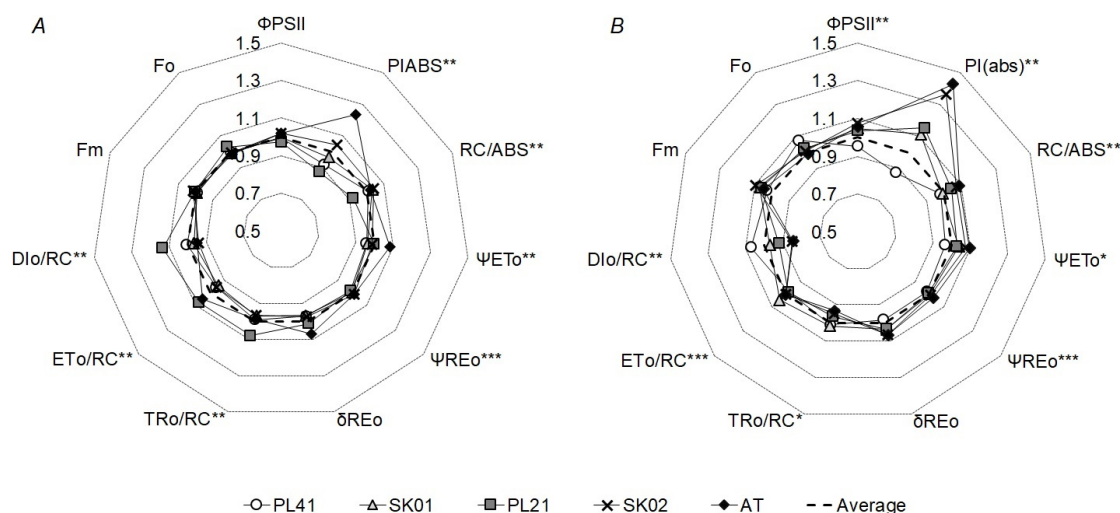 A
ΦPSII
PIABS**
RC/ABS**
ΨETo**
ΨREo***
δREo
TRo/RC**
ETo/RC**
DIo/RC**
Fm
Fo
1.5
1.3
1.1
0.9
0.7
0.5
B
ΦPSII**
PI(abs)**
RC/ABS**
ΨETo*
ΨREo***
δREo
TRo/RC*
ETo/RC***
DIo/RC**
Fm
Fo
1.5
1.3
1.1
0.9
0.7
0.5
PL41 SK01 PL21 SK02 AT Average